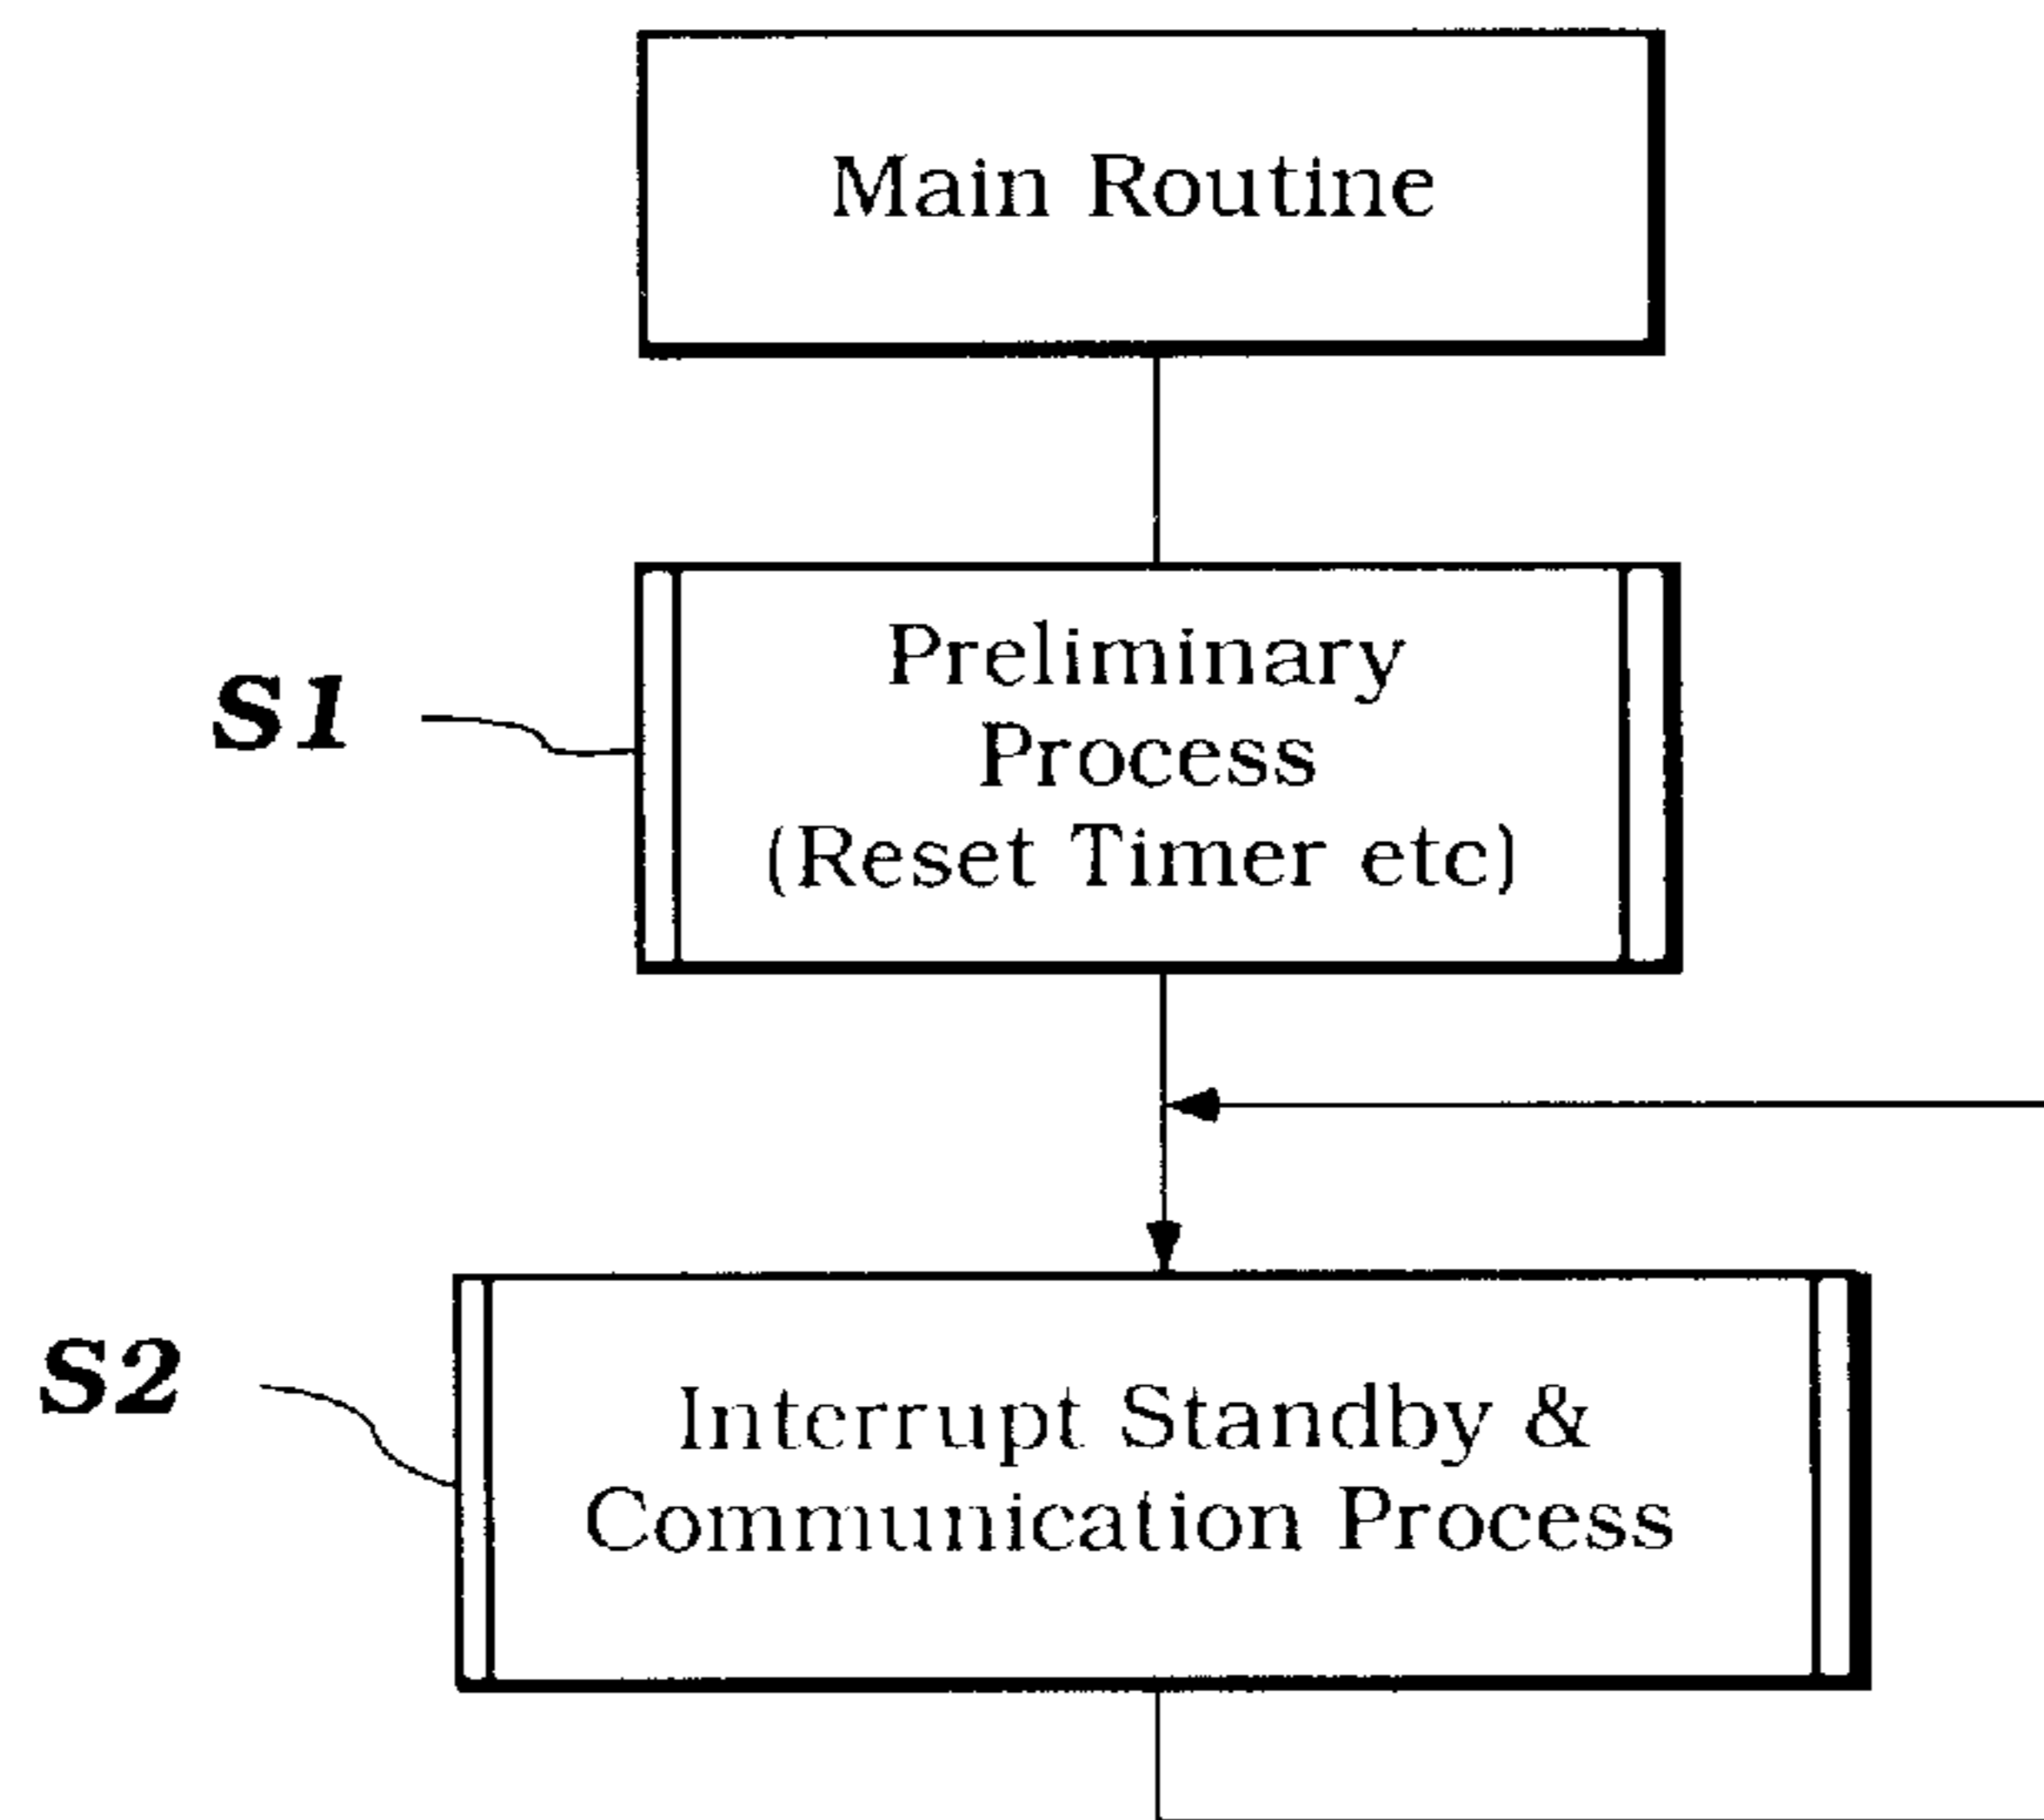 Main Routine
S1
Preliminary
Process
(Reset Timer etc)
S2
Interrupt Standby &
Communication Process